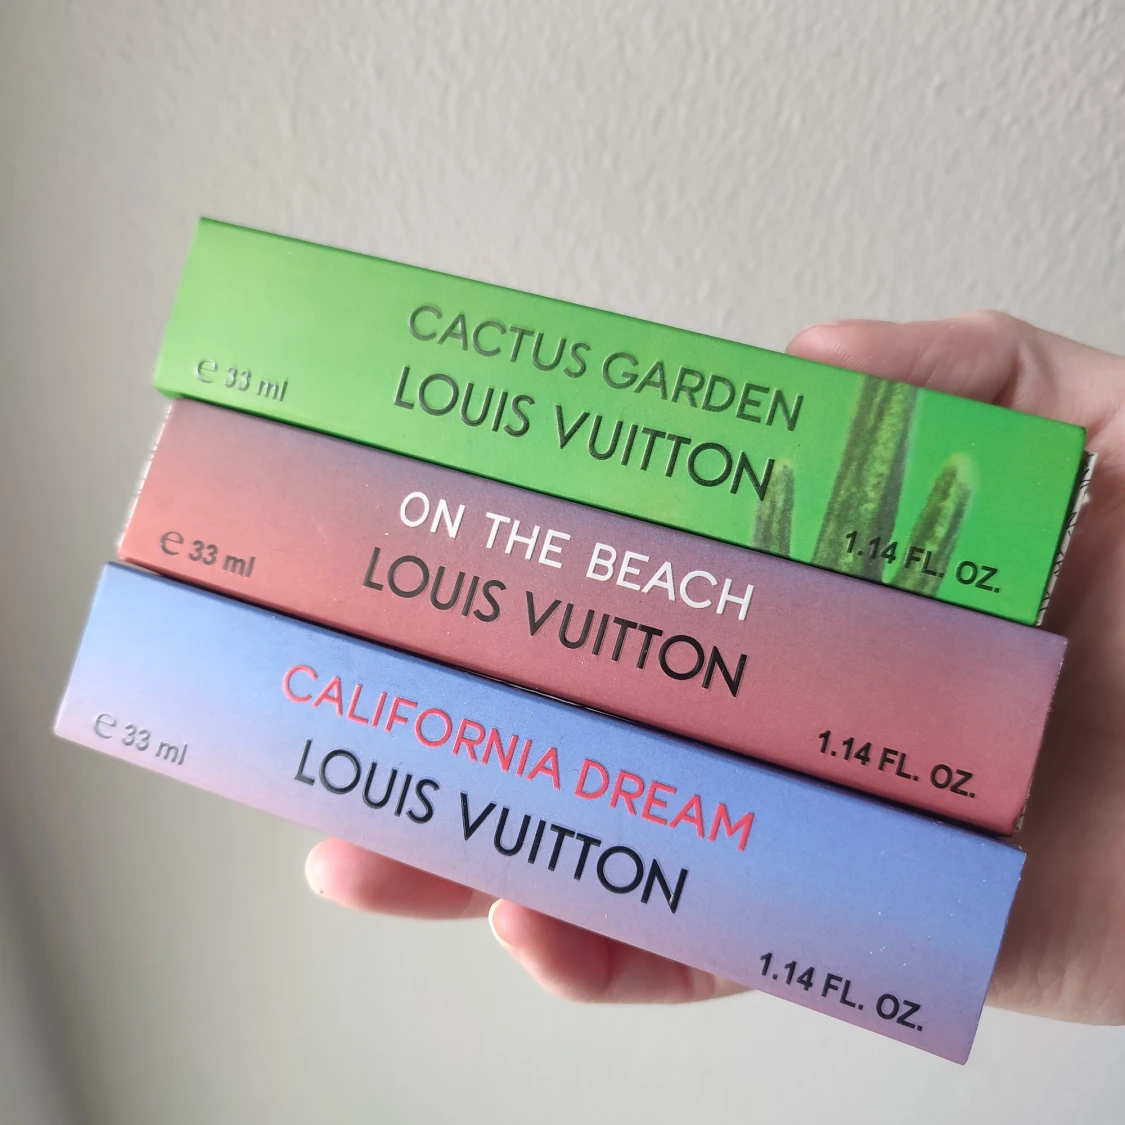 CACTUS GARDEN
LOUIS VUITTON
e 33 ml
1.14 FL. OZ.
ON THE BEACH
LOUIS VUITTON
e 33 ml
1.14 FL. OZ.
CALIFORNIA DREAM
LOUIS VUITTON
e 33 ml
1.14 FL. OZ.